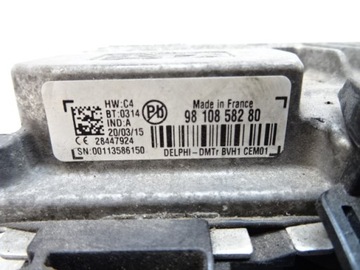 HW:C4
BT:0314
IND:A
20/03/15
CE 28447924
SN:00113586150
Made in France
98 108 582 80
DELPHI-DMTr BVH1 CEM01